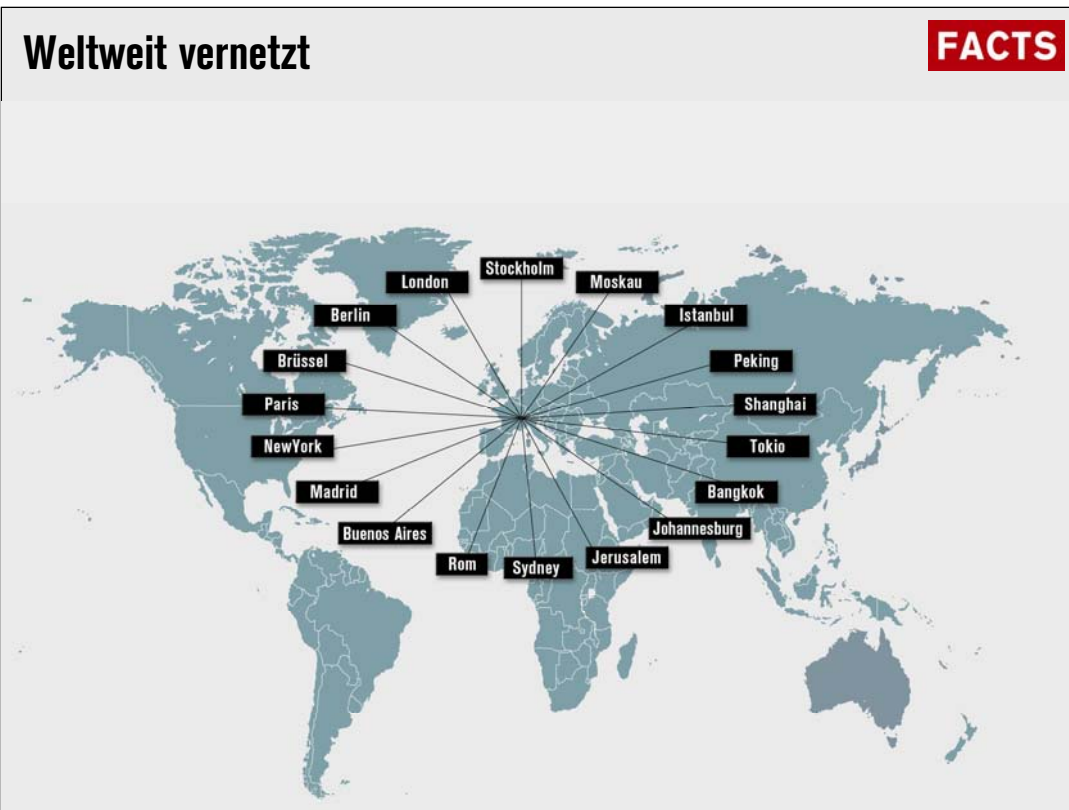 Weltweit vernetzt
FACTS
Stockholm
London
Moskau
Berlin
Istanbul
Brüssel
Peking
Paris
Shanghai
NewYork
Tokio
Madrid
Bangkok
Buenos Aires
Johannesburg
Rom
Sydney
Jerusalem